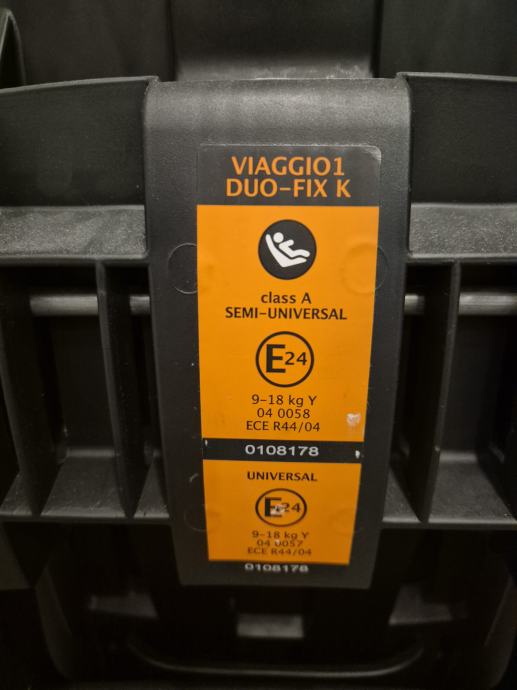 VIAGGIO1
DUO-FIX K
class A
SEMI-UNIVERSAL
E24
9-18 kg Y
04 0058
ECE R44/04
0108178
UNIVERSAL
E24
9-18 kg Y
04 0057
ECE R44/04
0108178